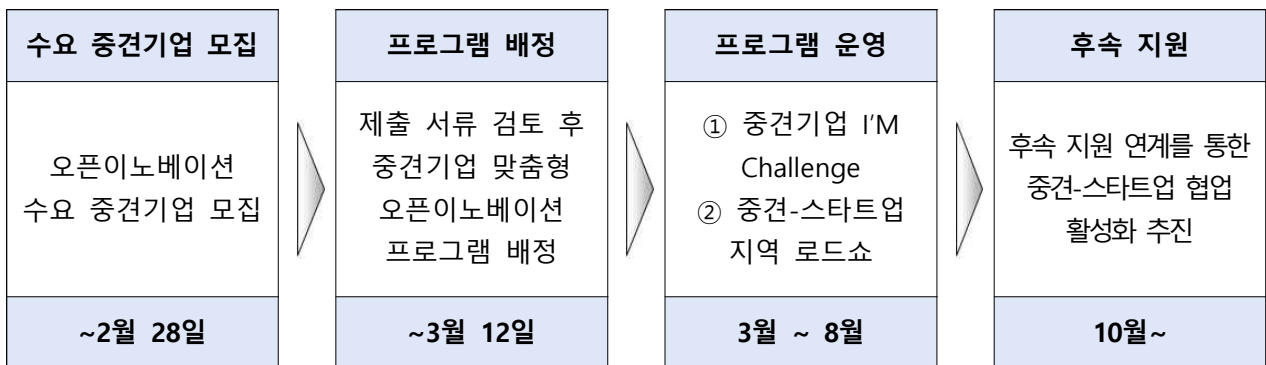 수요 중견기업 모집
오픈이노베이션
수요 중견기업 모집
~2월 28일
프로그램 배정
제출 서류 검토 후
중견기업 맞춤형
오픈이노베이션
프로그램 배정
~3월 12일
프로그램 운영
① 중견기업 I'M
Challenge
② 중견-스타트업
지역 로드쇼
3월 ~ 8월
후속 지원
후속 지원 연계를 통한
중견-스타트업 협업
활성화 추진
10월~